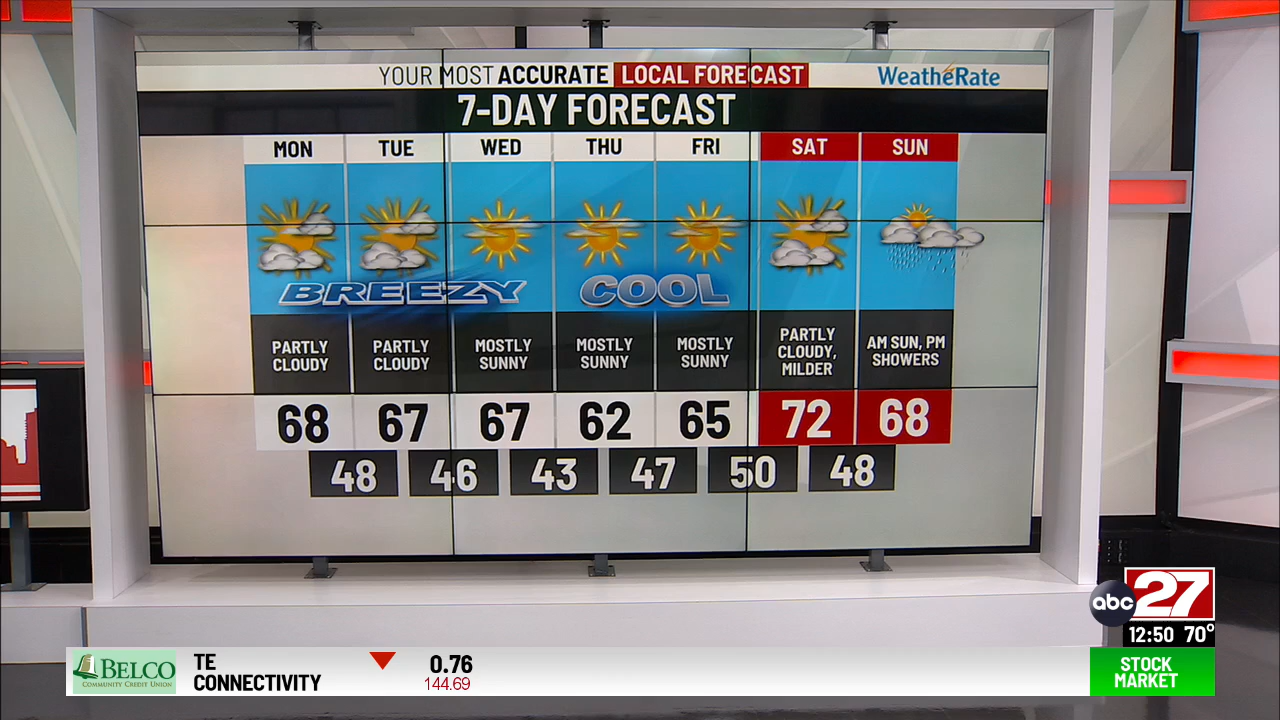 YOUR MOST ACCURATE LOCAL FORECAST
WeatheRate
7-DAY FORECAST
MON TUE WED THU FRI SAT SUN
BREEZY COOL
PARTLY CLOUDY
PARTLY CLOUDY
MOSTLY SUNNY
MOSTLY SUNNY
MOSTLY SUNNY
PARTLY CLOUDY, MILDER
AM SUN, PM SHOWERS
68 67 67 62 65 72 68
48 46 43 47 50 48
abc 27
12:50 70°
BELCO
COMMUNITY CREDIT UNION
TE
CONNECTIVITY
0.76
144.69
STOCK
MARKET